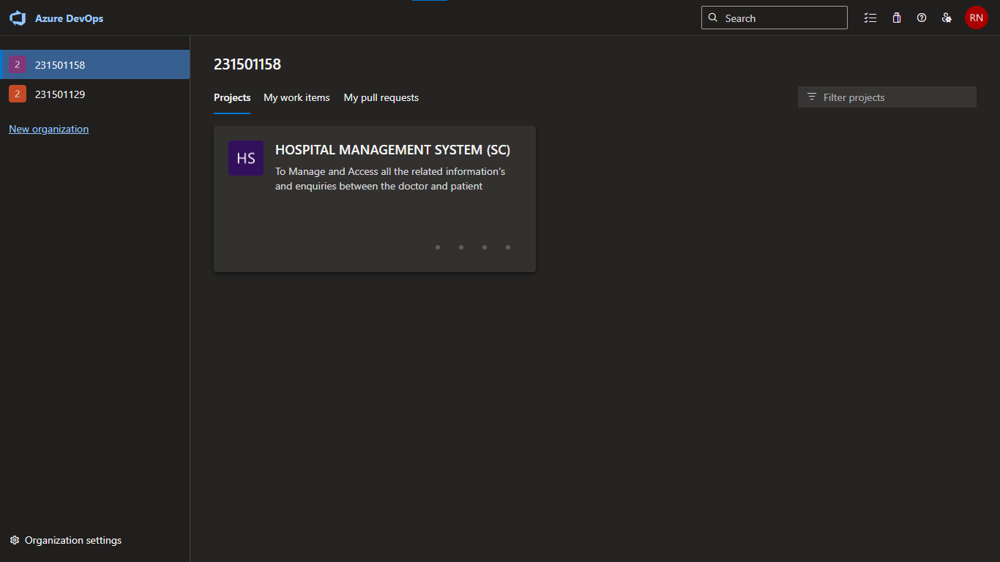 Azure DevOps
Search
RN
2 231501158
2 231501129
New organization
231501158
Projects My work items My pull requests
Filter projects
HS
HOSPITAL MANAGEMENT SYSTEM (SC)
To Manage and Access all the related information's
and enquiries between the doctor and patient
Organization settings